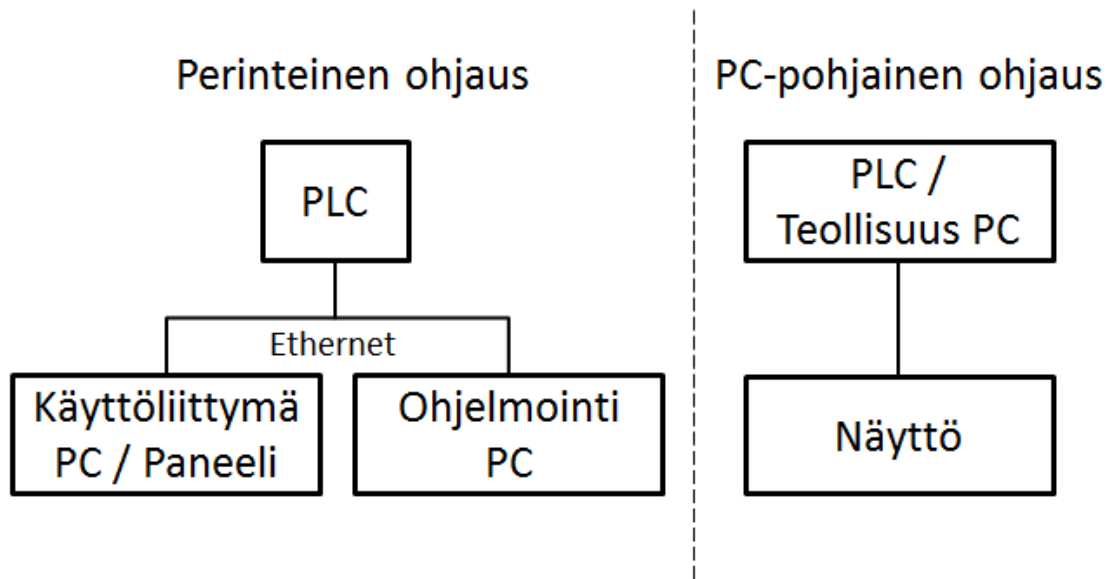 Perinteinen ohjaus
PLC
Ethernet
Käyttöliittymä
PC / Paneeli
Ohjelmointi
PC
PC-pohjainen ohjaus
PLC /
Teollisuus PC
Näyttö